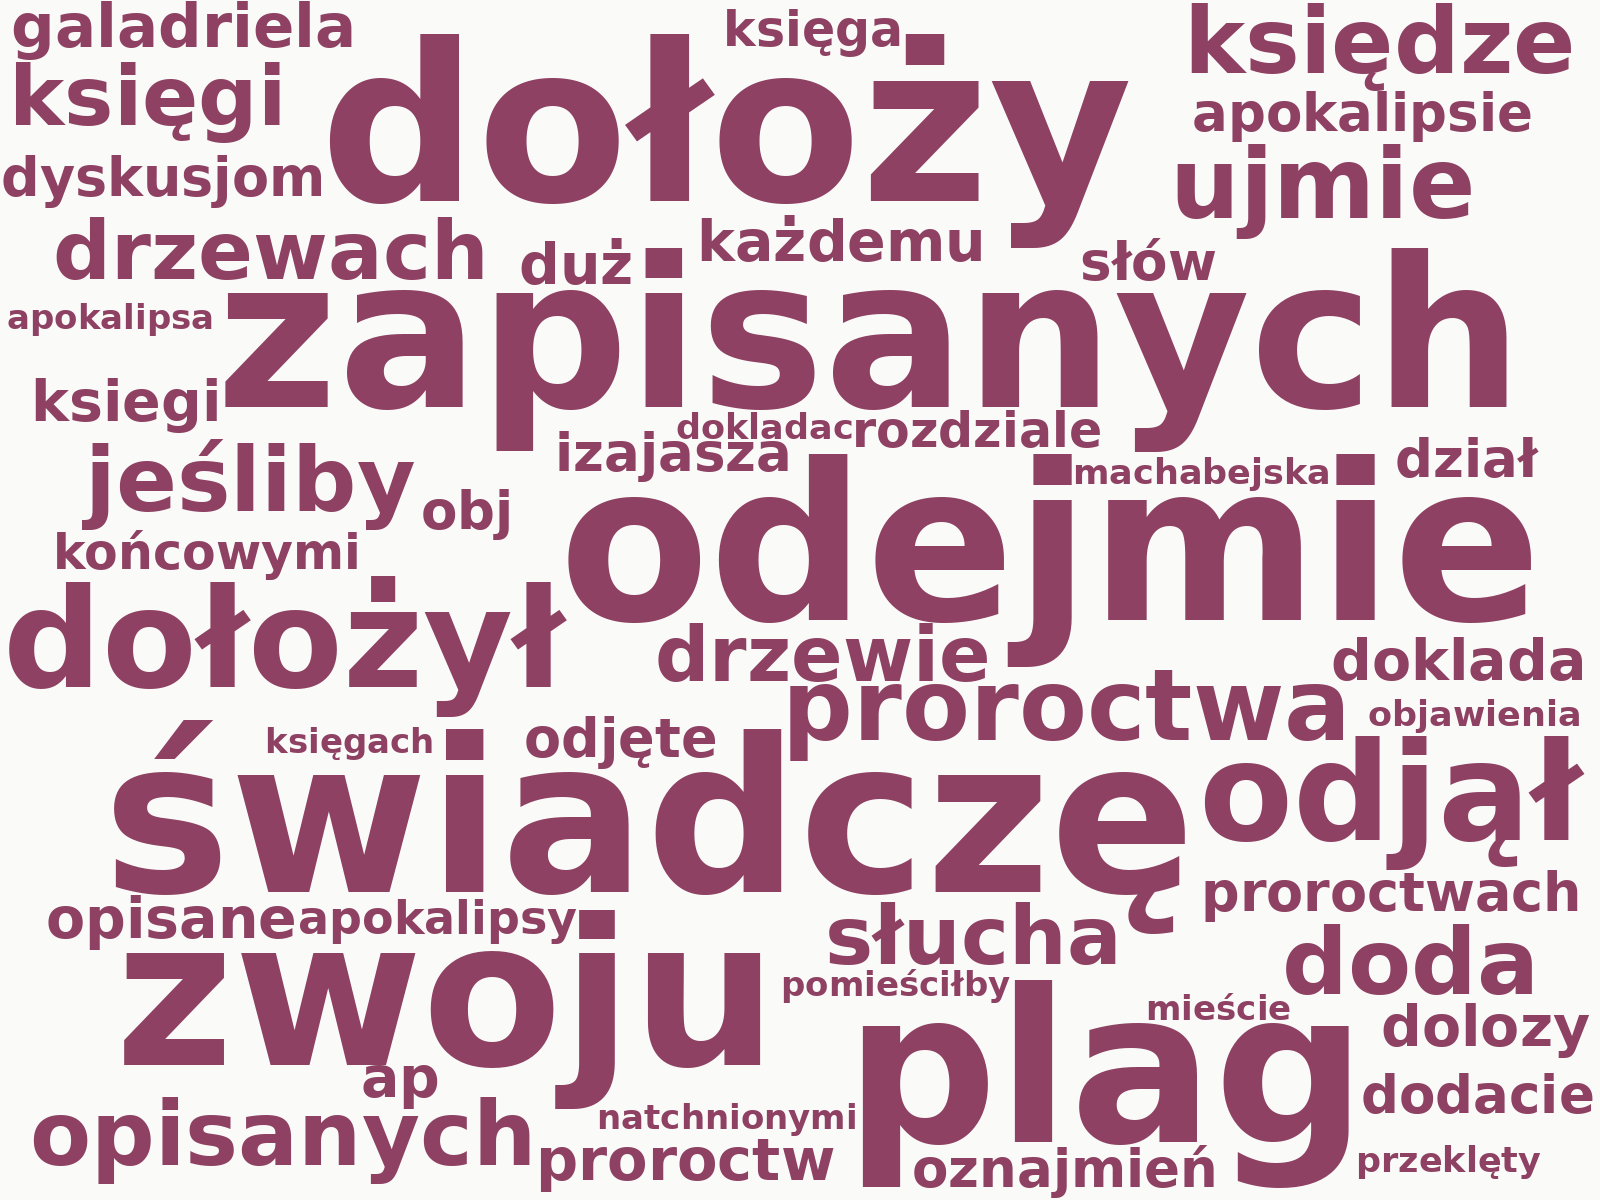 galadriela
księga
księdze
księgi
dołoży
apokalipsie
dyskusjom
ujmie
drzewach
duż
każdemu
słów
apokalipsa
zapisanych
ksiegi
dokladac
rozdziale
izajasza
machabejska
dział
jeśliby
obj
odejmie
końcowymi
dołożył
drzewie
doklada
proroctwa
objawienia
księgach
odjęte
świadczę
odjął
proroctwach
opisane
apokalipsy
słucha
doda
zwoju
pomieściłby
mieście
plag
dolozy
ap
dodacie
opisanych
natchnionymi
proroctw
oznajmień
przeklęty